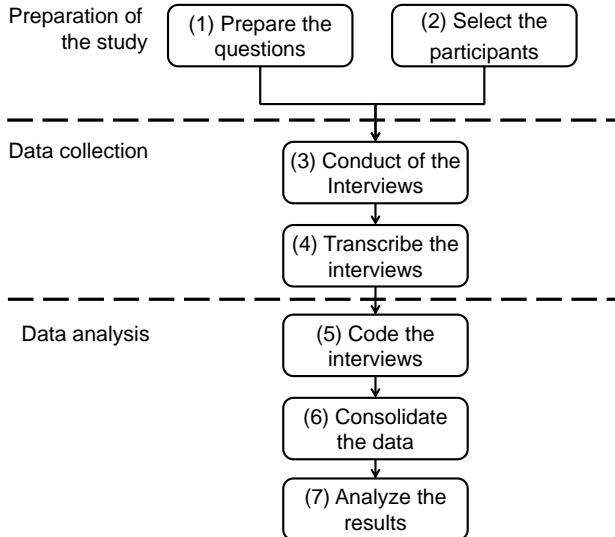 Preparation of
the study
(1) Prepare the
questions
(2) Select the
participants
Data collection
(3) Conduct of the
Interviews
(4) Transcribe the
interviews
Data analysis
(5) Code the
interviews
(6) Consolidate
the data
(7) Analyze the
results